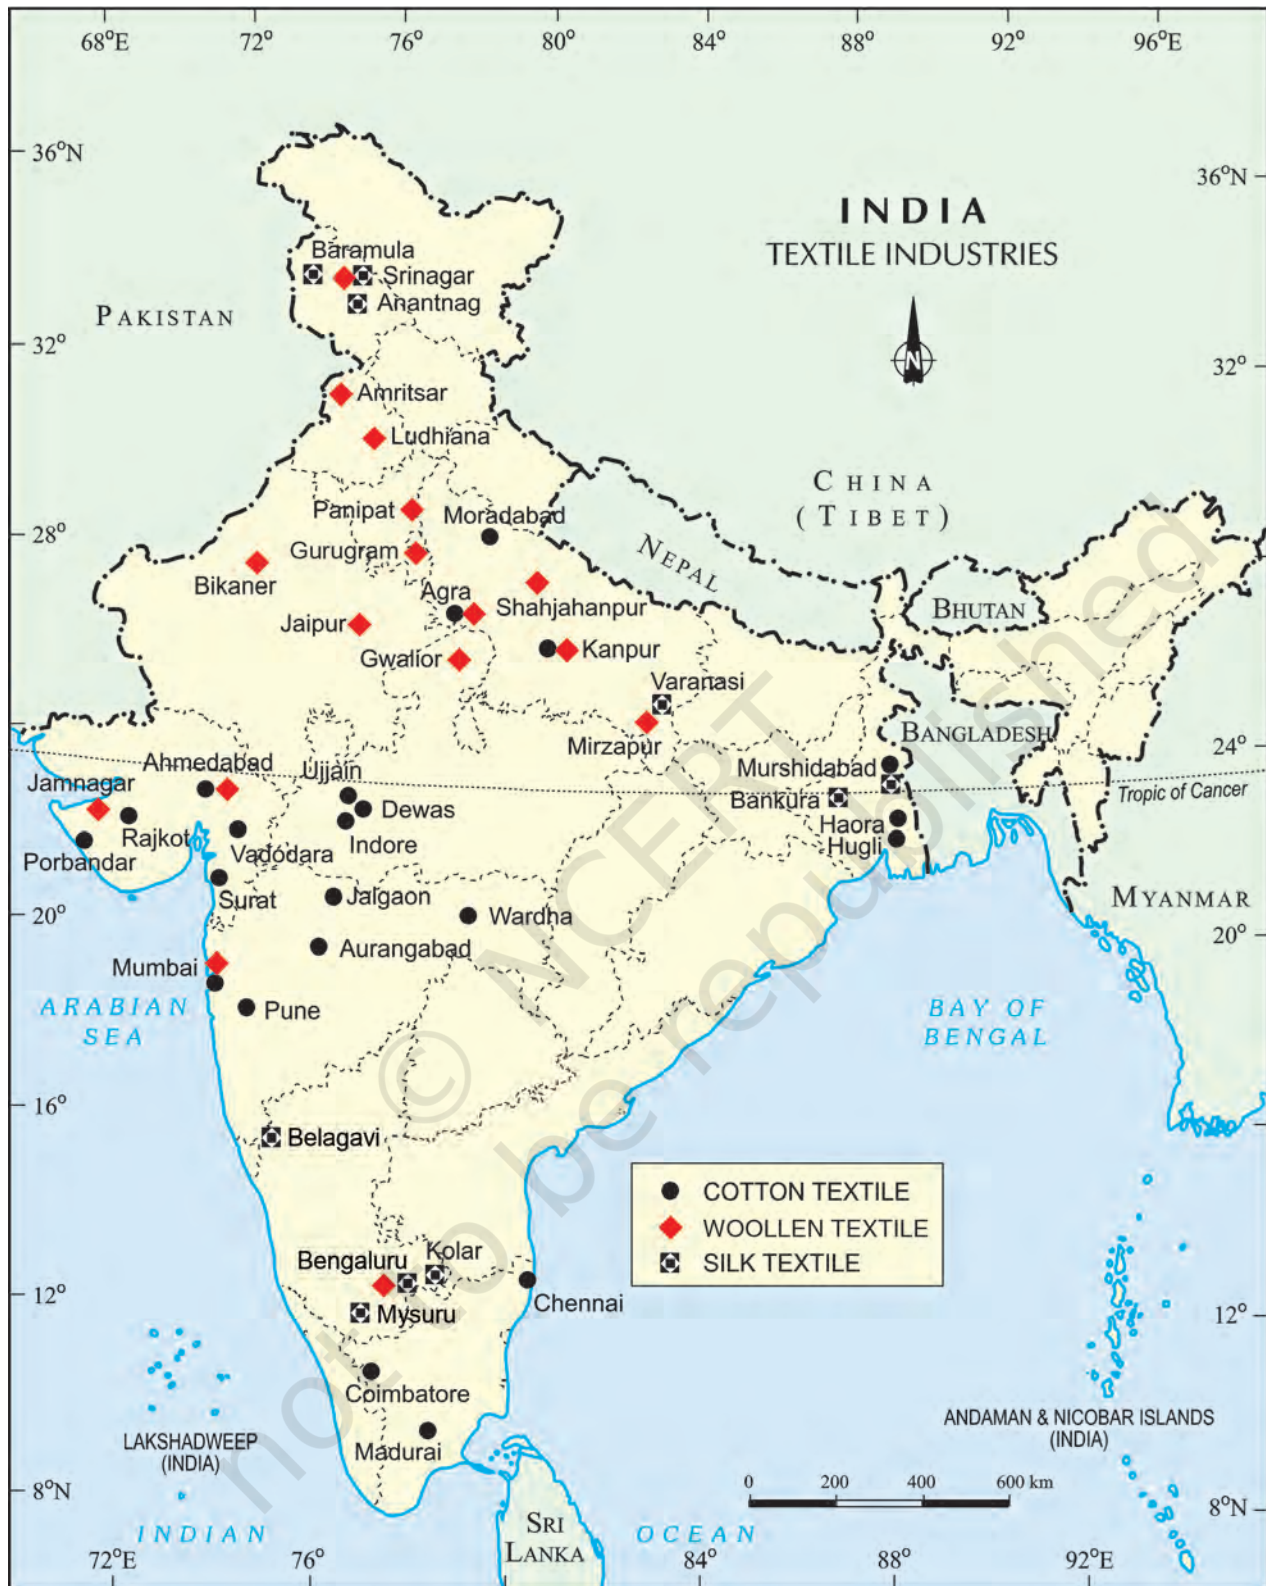 68°E 72° 76° 80° 84° 88° 92° 96°E
36°N
36°N
INDIA
TEXTILE INDUSTRIES
Baramula
Srinagar
Anantnag
PAKISTAN
N
32°
32°
Amritsar
Ludhiana
CHINA
(TIBET)
Panipat
Moradabad
28°
NEPAL
Gurugram
Bikaner
Agra
Shahjahanpur
BHUTAN
Jaipur
Kanpur
Gwalior
Varanasi
Mirzapur
BANGLADESH
24°
Ahmedabad
Ujjain
Murshidabad
Jamnagar
Bankura
Tropic of Cancer
Dewas
Haora
Rajkot
Indore
Hugli
Porbandar
Vadodara
Surat
Jalgaon
MYANMAR
20°
Wardha
20°
Aurangabad
Mumbai
ARABIAN
SEA
Pune
BAY OF
BENGAL
© NCERT
not to be republished
16°
Belagavi
COTTON TEXTILE
WOOLLEN TEXTILE
SILK TEXTILE
Kolar
Bengaluru
12°
Chennai
Mysuru
12°
Coimbatore
ANDAMAN & NICOBAR ISLANDS
(INDIA)
LAKSHADWEEP
(INDIA)
Madurai
0 200 400 600 km
8°N
8°N
INDIAN OCEAN
SRI
LANKA
72°E 76° 84° 88° 92°E